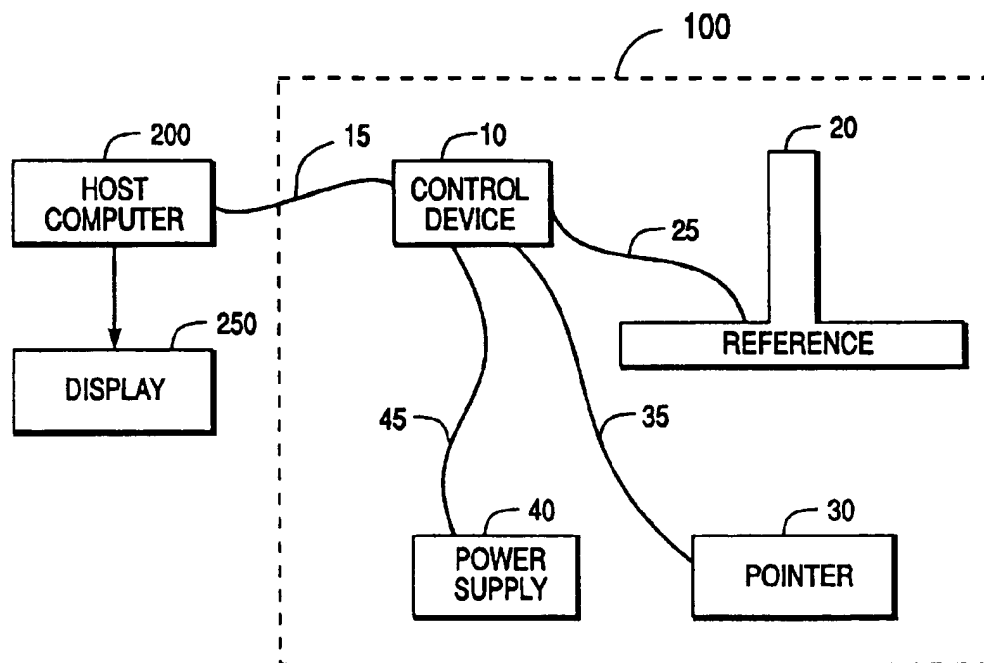 100
200
HOST
COMPUTER
15
10
CONTROL
DEVICE
20
25
REFERENCE
250
DISPLAY
45
35
40
POWER
SUPPLY
30
POINTER